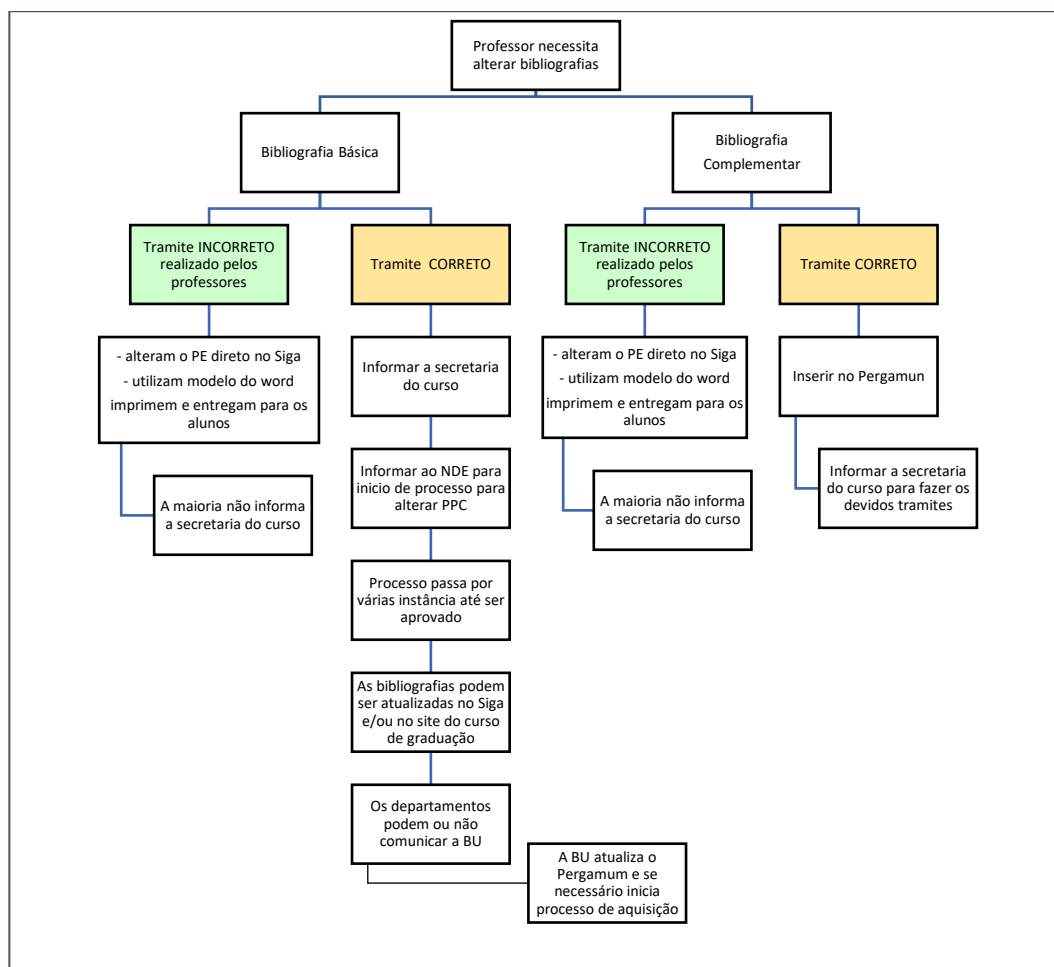 Professor necessita
alterar bibliografias
Bibliografia Básica
Bibliografia
Complementar
Tramite INCORRETO
realizado pelos
professores
Tramite  CORRETO
Tramite INCORRETO
realizado pelos
professores
Tramite CORRETO
- alteram o PE direto no Siga
- utilizam modelo do word
imprimem e entregam para os
alunos
A maioria não informa
a secretaria do curso
Informar a secretaria
do curso
Informar ao NDE para
inicio de processo para
alterar PPC
Processo passa por
várias instância até ser
aprovado
As bibliografias podem
ser atualizadas no Siga
e/ou no site do curso
de graduação
Os departamentos
podem ou não
comunicar a BU
A BU atualiza o
Pergamum e se
necessário inicia
processo de aquisição
- alteram o PE direto no Siga
- utilizam modelo do word
imprimem e entregam para os
alunos
A maioria não informa
a secretaria do curso
Inserir no Pergamun
Informar a secretaria
do curso para fazer os
devidos tramites